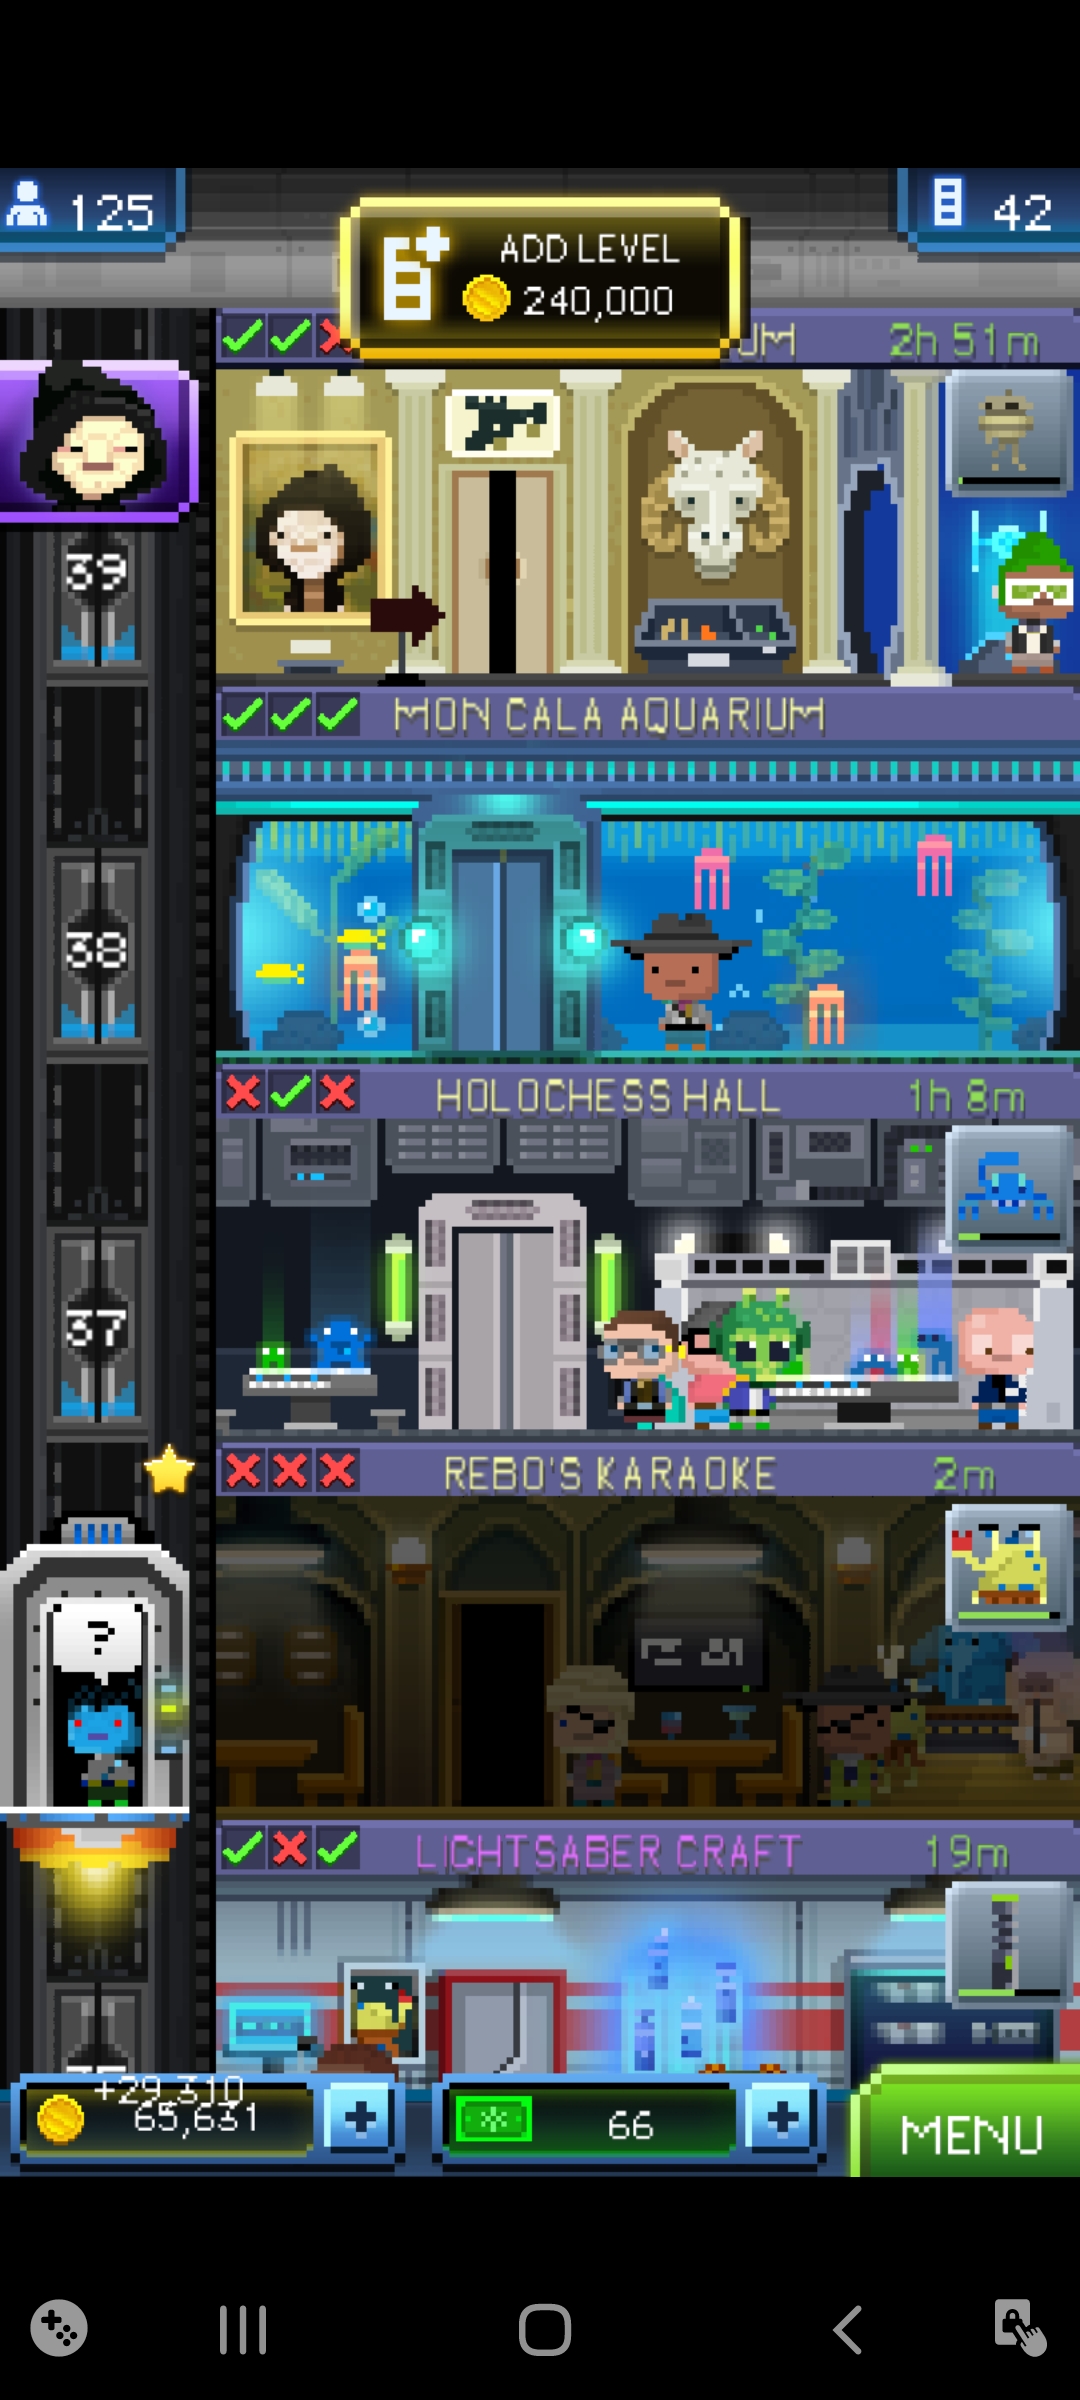 125
ADD LEVEL
240,000
42
UM
2h 51m
39
MON CALA AQUARIUM
38
HOLOCHESS HALL
1h 8m
37
REBO'S KARAOKE
2m
?
LIGHTSABER CRAFT
19m
+29,310
65,631
66
MENU